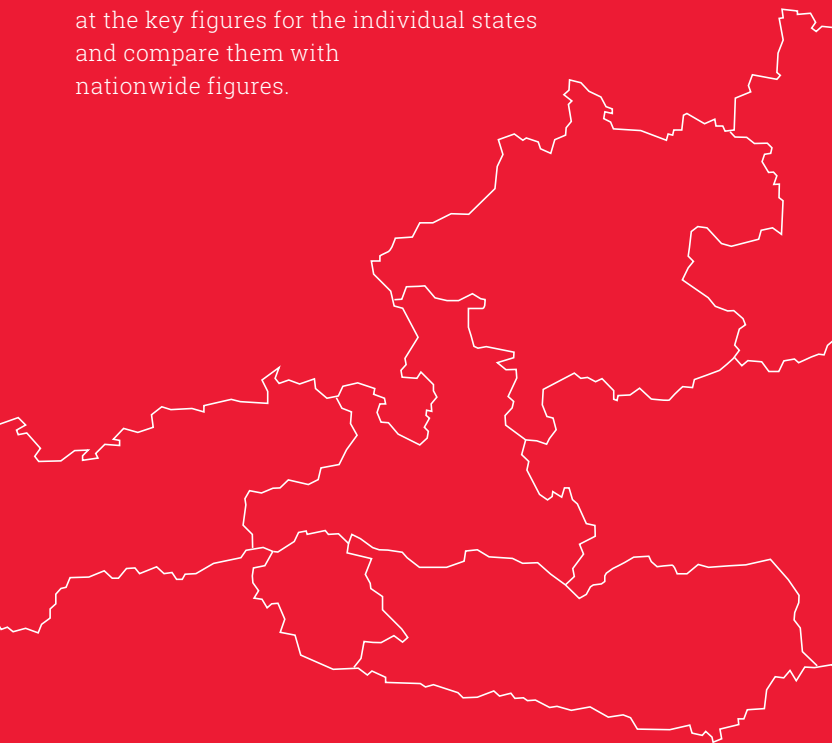 at the key figures for the individual states
and compare them with
nationwide figures.